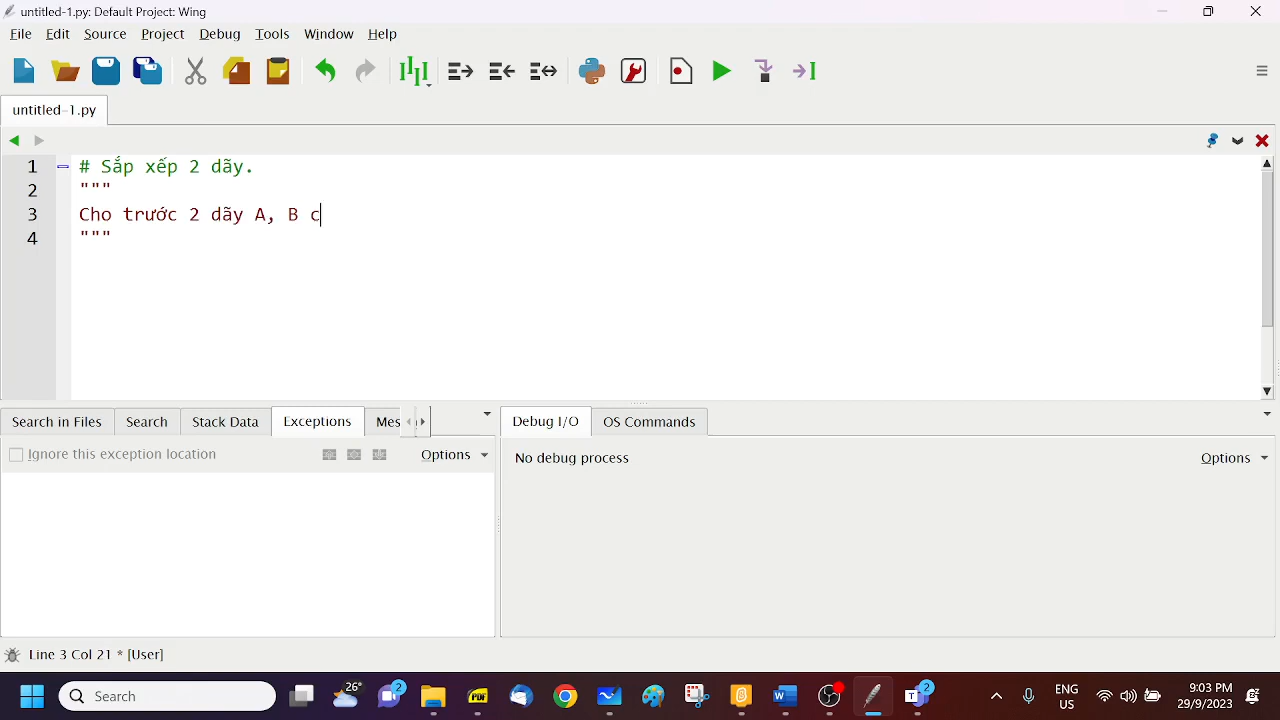 untitled-1.py: Default Project: Wing
File Edit Source Project Debug Tools Window Help
untitled-1.py
1 # Sắp xếp 2 dãy.
2 """
3 Cho trước 2 dãy A, B c
4 """
Search in Files Search Stack Data Exceptions Mes
Debug I/O OS Commands
Ignore this exception location Options
No debug process Options
Line 3 Col 21 * [User]
Search
26°
2
PDF
2
ENG
US
9:03 PM
29/9/2023